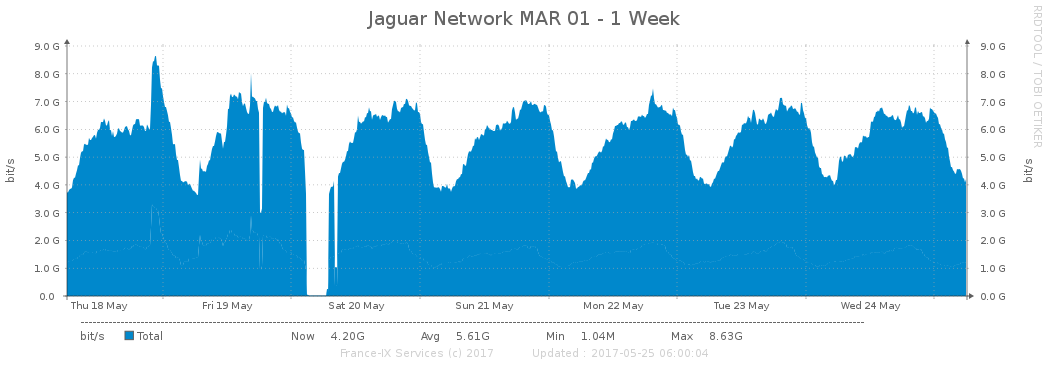 Jaguar Network MAR 01 - 1 Week
RRDTOOL / TOBI OETIKER
bit/s
9.0 G 9.0 G
8.0 G 8.0 G
7.0 G 7.0 G
6.0 G 6.0 G
5.0 G 5.0 G
4.0 G 4.0 G
3.0 G 3.0 G
2.0 G 2.0 G
1.0 G 1.0 G
0.0 0.0 G
bit/s
Thu 18 May Fri 19 May Sat 20 May Sun 21 May Mon 22 May Tue 23 May Wed 24 May
bit/s Total Now 4.20G Avg 5.61G Min 1.04M Max 8.63G
France-IX Services (c) 2017 Updated : 2017-05-25 06:00:04